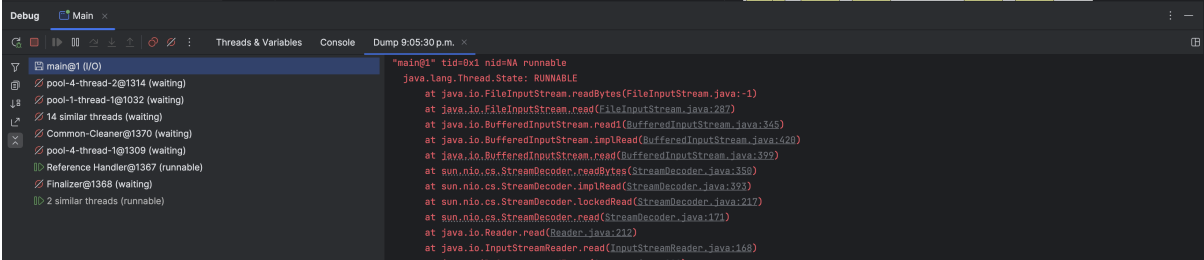 Debug
Main
Threads & Variables
Console
Dump 9:05:30 p.m.
main@1 (I/O)
pool-4-thread-2@1314 (waiting)
pool-1-thread-1@1032 (waiting)
14 similar threads (waiting)
Common-Cleaner@1370 (waiting)
pool-4-thread-1@1309 (waiting)
Reference Handler@1367 (runnable)
Finalizer@1368 (waiting)
2 similar threads (runnable)
"main@1" tid=0x1 nid=NA runnable
java.lang.Thread.State: RUNNABLE
at java.io.FileInputStream.readBytes(FileInputStream.java:-1)
at java.io.FileInputStream.read(FileInputStream.java:287)
at java.io.BufferedInputStream.read1(BufferedInputStream.java:345)
at java.io.BufferedInputStream.implRead(BufferedInputStream.java:420)
at java.io.BufferedInputStream.read(BufferedInputStream.java:399)
at sun.nio.cs.StreamDecoder.readBytes(StreamDecoder.java:350)
at sun.nio.cs.StreamDecoder.implRead(StreamDecoder.java:393)
at sun.nio.cs.StreamDecoder.lockedRead(StreamDecoder.java:217)
at sun.nio.cs.StreamDecoder.read(StreamDecoder.java:171)
at java.io.Reader.read(Reader.java:212)
at java.io.InputStreamReader.read(InputStreamReader.java:168)